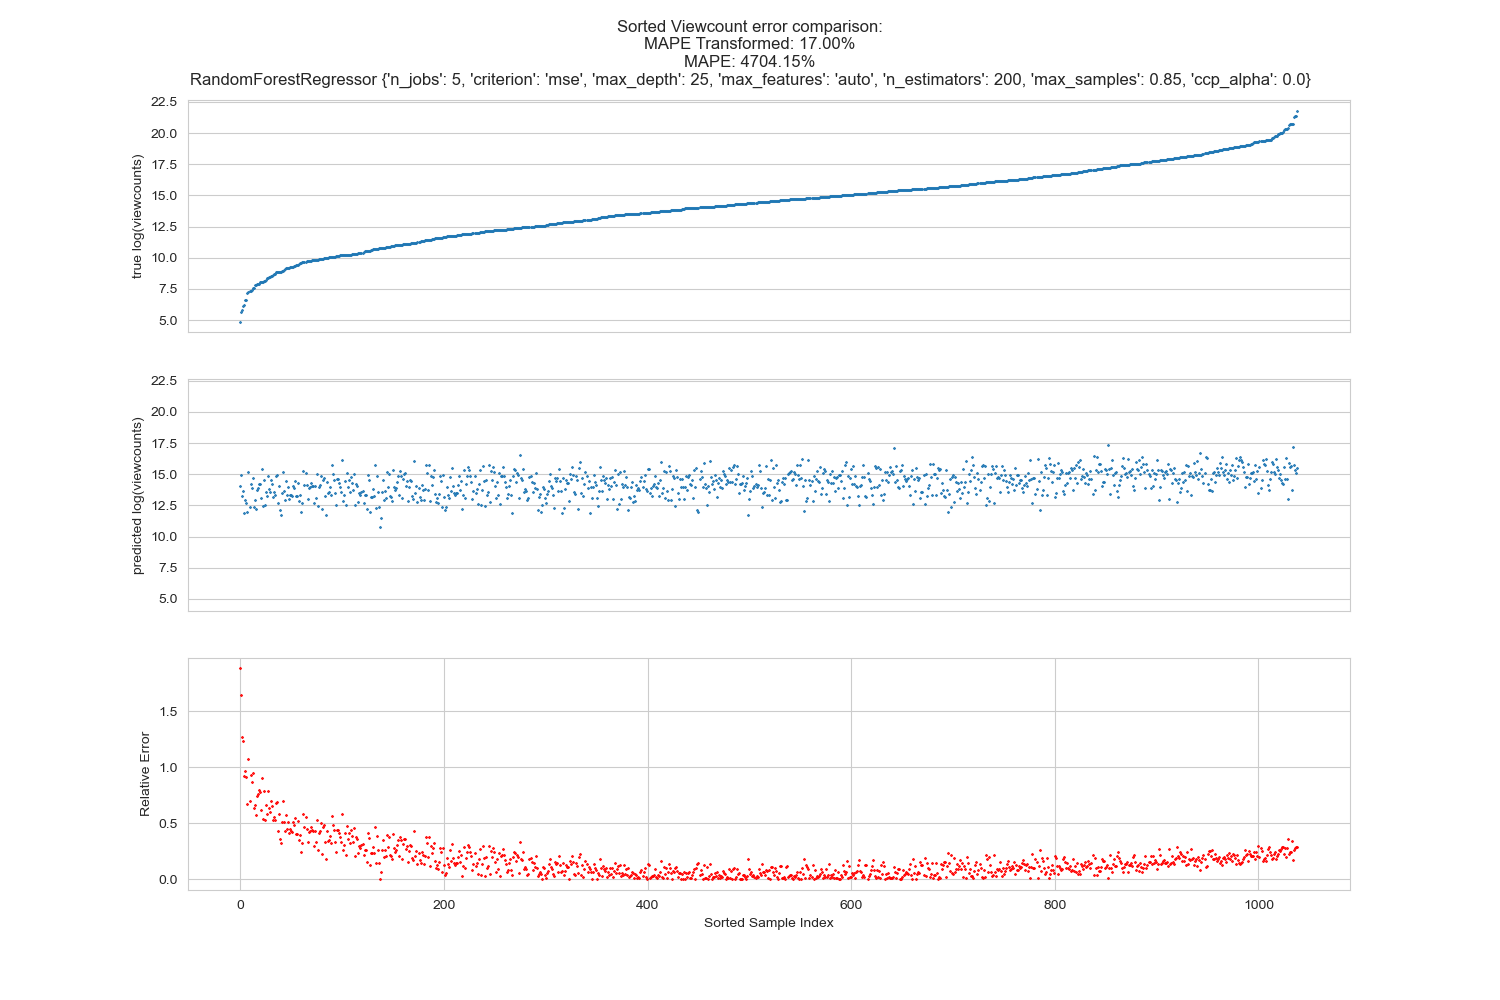 Sorted Viewcount error comparison:
MAPE Transformed: 17.00%
MAPE: 4704.15%
RandomForestRegressor {'n_jobs': 5, 'criterion': 'mse', 'max_depth': 25, 'max_features': 'auto', 'n_estimators': 200, 'max_samples': 0.85, 'ccp_alpha': 0.0}
22.5
20.0
17.5
15.0
12.5
10.0
7.5
5.0
true log(viewcounts)
22.5
20.0
17.5
15.0
12.5
10.0
7.5
5.0
predicted log(viewcounts)
1.5
1.0
0.5
0.0
Relative Error
0 200 400 600 800 1000
Sorted Sample Index